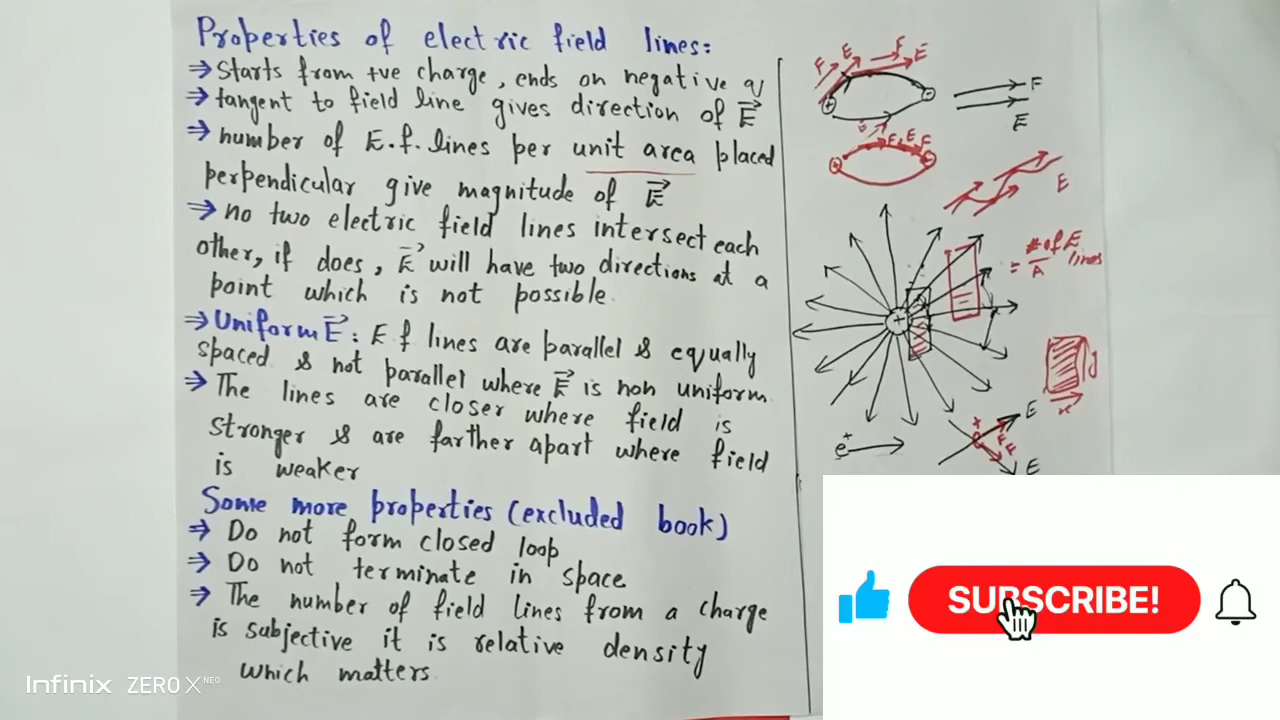 Properties of electric field lines:
⇒ Starts from +ve charge, ends on negative q
⇒ tangent to field line gives direction of E⃗
⇒ number of E.f. lines per unit area placed
perpendicular give magnitude of E⃗
⇒ no two electric field lines intersect each
other, if does, E⃗ will have two directions at a
point which is not possible.
⇒ Uniform E⃗: E f lines are parallel & equally
spaced & not parallel where E⃗ is non uniform.
⇒ The lines are closer where field is
stronger & are farther apart where field
is weaker
Some more properties (excluded book)
⇒ Do not form closed loop
⇒ Do not terminate in space
⇒ The number of field lines from a charge
is subjective it is relative density
which matters.
F E F E
+ -
F
E
E E F
+
E
+
= # of E lines / A
x y
e+
E
+ F F
E
SUBSCRIBE!
Infinix ZERO X NEO